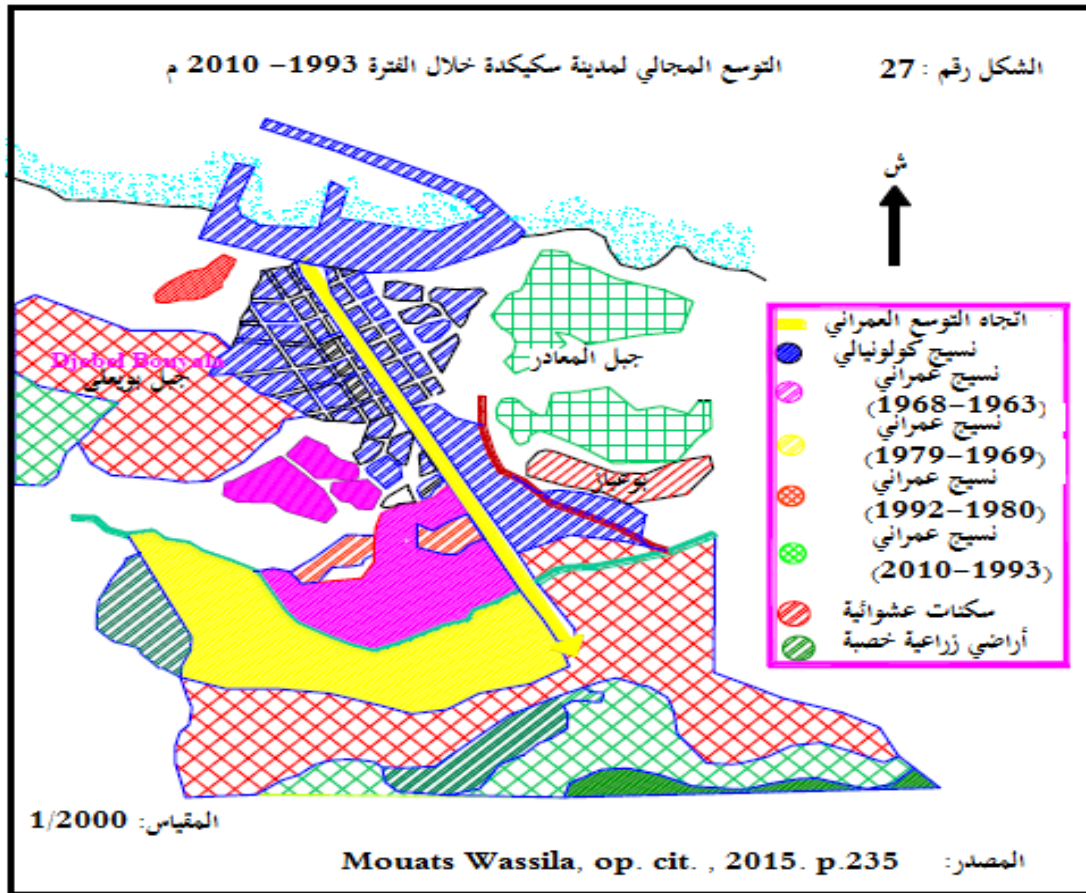 الشكل رقم : 27 التوسع المجالي لمدينة سكيكدة خلال الفترة 1993– 2010 م
ش
جبل المعادر
Djebel Bouyala
جبل بويعلى
بوعباز
اتجاه التوسع العمراني
نسيج كولونيالي
نسيج عمراني
(1963–1968)
نسيج عمراني
(1969–1979)
نسيج عمراني
(1980–1992)
نسيج عمراني
(1993–2010)
سكنات عشوائية
أراضي زراعية خصبة
المقياس: 1/2000
المصدر: Mouats Wassila, op. cit. , 2015. p.235